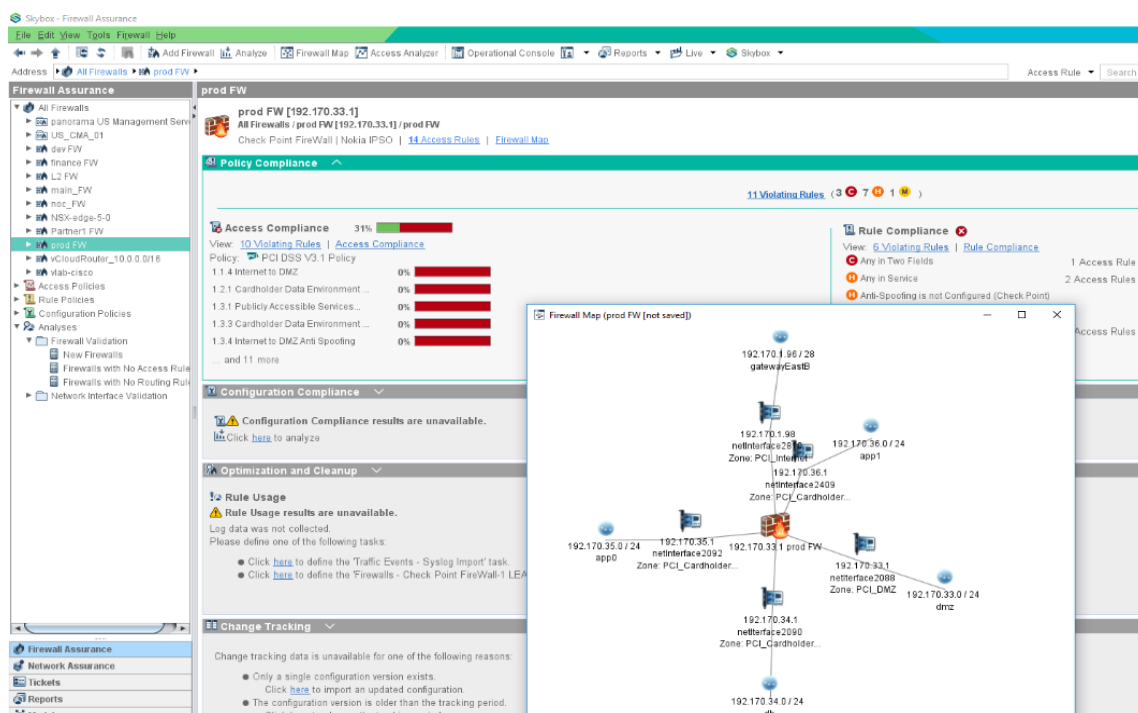 Skybox - Firewall Assurance
File Edit View Tools Firewall Help
Add Firewall Analyze Firewall Map Access Analyzer Operational Console Reports Live Skybox
Address All Firewalls prod FW Access Rule Search
Firewall Assurance
All Firewalls
panorama US Management Serv
US_CMA_01
dev FW
finance FW
L2 FW
main_FW
noc_FW
NSX-edge-5-0
Partner1 FW
prod FW
vCloudRouter_10.0.0.0/16
vlab-cisco
Access Policies
Rule Policies
Configuration Policies
Analyses
Firewall Validation
New Firewalls
Firewalls with No Access Rule
Firewalls with No Routing Rule
Network Interface Validation
Firewall Assurance
Network Assurance
Tickets
Reports
prod FW
prod FW [192.170.33.1]
All Firewalls / prod FW [192.170.33.1] / prod FW
Check Point FireWall | Nokia IPSO | 14 Access Rules | Firewall Map
Policy Compliance
11 Violating Rules ( 3 C 7 H 1 M )
Access Compliance 31%
View: 10 Violating Rules | Access Compliance
Policy: PCI DSS V3.1 Policy
1.1.4 Internet to DMZ 0%
1.2.1 Cardholder Data Environment ... 0%
1.3.1 Publicly Accessible Services... 0%
1.3.3 Cardholder Data Environment ... 0%
1.3.4 Internet to DMZ Anti Spoofing 0%
... and 11 more
Rule Compliance
View: 6 Violating Rules | Rule Compliance
C Any in Two Fields 1 Access Rule
H Any in Service 2 Access Rules
H Anti-Spoofing is not Configured (Check Point)
Access Rules
Configuration Compliance
Configuration Compliance results are unavailable.
Click here to analyze
Optimization and Cleanup
Rule Usage
Rule Usage results are unavailable.
Log data was not collected.
Please define one of the following tasks:
Click here to define the 'Traffic Events - Syslog Import' task.
Click here to define the 'Firewalls - Check Point FireWall-1 LEA
Change Tracking
Change tracking data is unavailable for one of the following reasons:
Only a single configuration version exists.
Click here to import an updated configuration.
The configuration version is older than the tracking period.
Firewall Map (prod FW [not saved])
192.170.1.96 / 28
gatewayEastB
192.170.1.98
Zone: PCI_Internet
192.170.36.0 / 24
app1
192.170.36.1
netInterface2409
Zone: PCI_Cardholder...
192.170.35.0 / 24
app0
192.170.35.1
netInterface2092
Zone: PCI_Cardholder...
192.170.33.1 prod FW
192.170.33.1
netInterface2088
Zone: PCI_DMZ
192.170.33.0 / 24
dmz
192.170.34.1
netInterface2090
Zone: PCI_Cardholder...
192.170.34.0 / 24